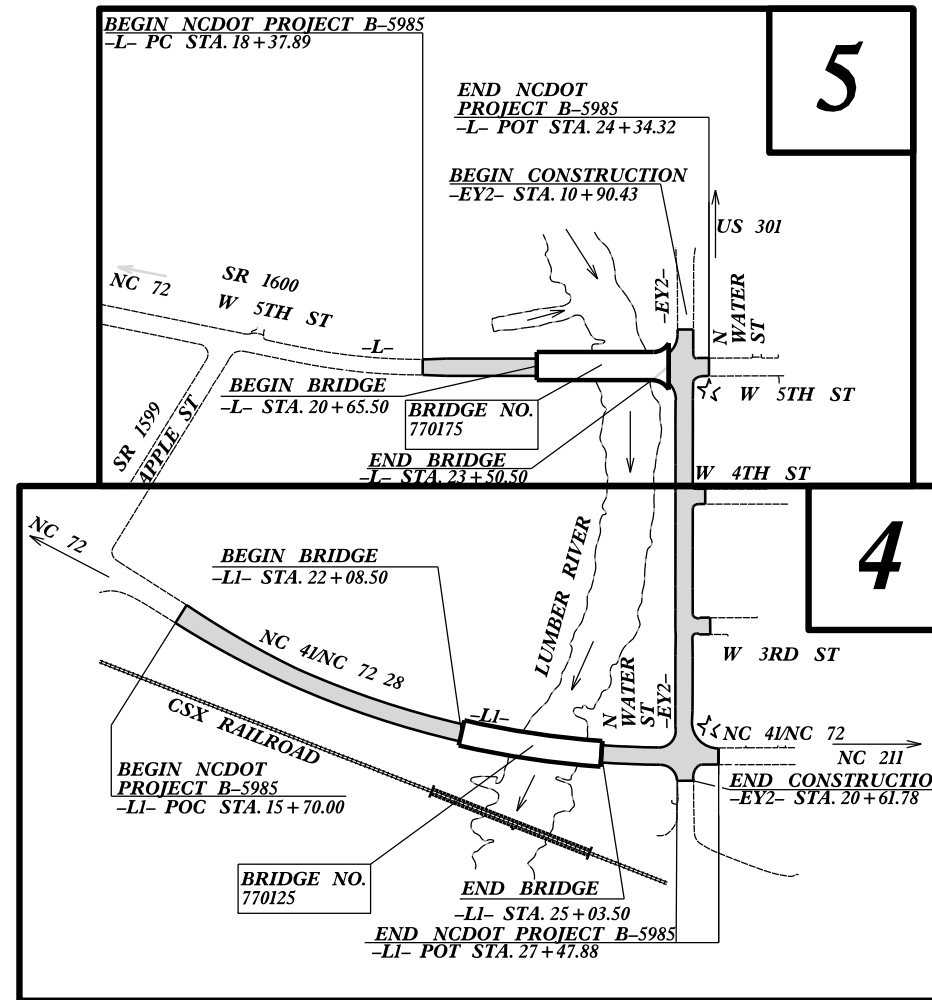 BEGIN NCDOT PROJECT B–5985
–L– PC STA. 18+37.89
5
END NCDOT
PROJECT B–5985
–L– POT STA. 24+34.32
BEGIN CONSTRUCTION
–EY2– STA. 10+90.43
US 301
NC 72
SR 1600
W 5TH ST
–EY2–
N
WATER
ST
–L–
BEGIN BRIDGE
–L– STA. 20+65.50
BRIDGE NO.
770175
W 5TH ST
SR 1599
APPLE ST
END BRIDGE
–L– STA. 23+50.50
W 4TH ST
4
NC 72
BEGIN BRIDGE
–L1– STA. 22+08.50
LUMBER RIVER
NC 41/NC 72 28
W 3RD ST
N
WATER
ST
–EY2–
–L1–
CSX RAILROAD
NC 41/NC 72
NC 211
BEGIN NCDOT
PROJECT B–5985
–L1– POC STA. 15+70.00
END CONSTRUCTIO
–EY2– STA. 20+61.78
BRIDGE NO.
770125
END BRIDGE
–L1– STA. 25+03.50
END NCDOT PROJECT B–5985
–L1– POT STA. 27+47.88